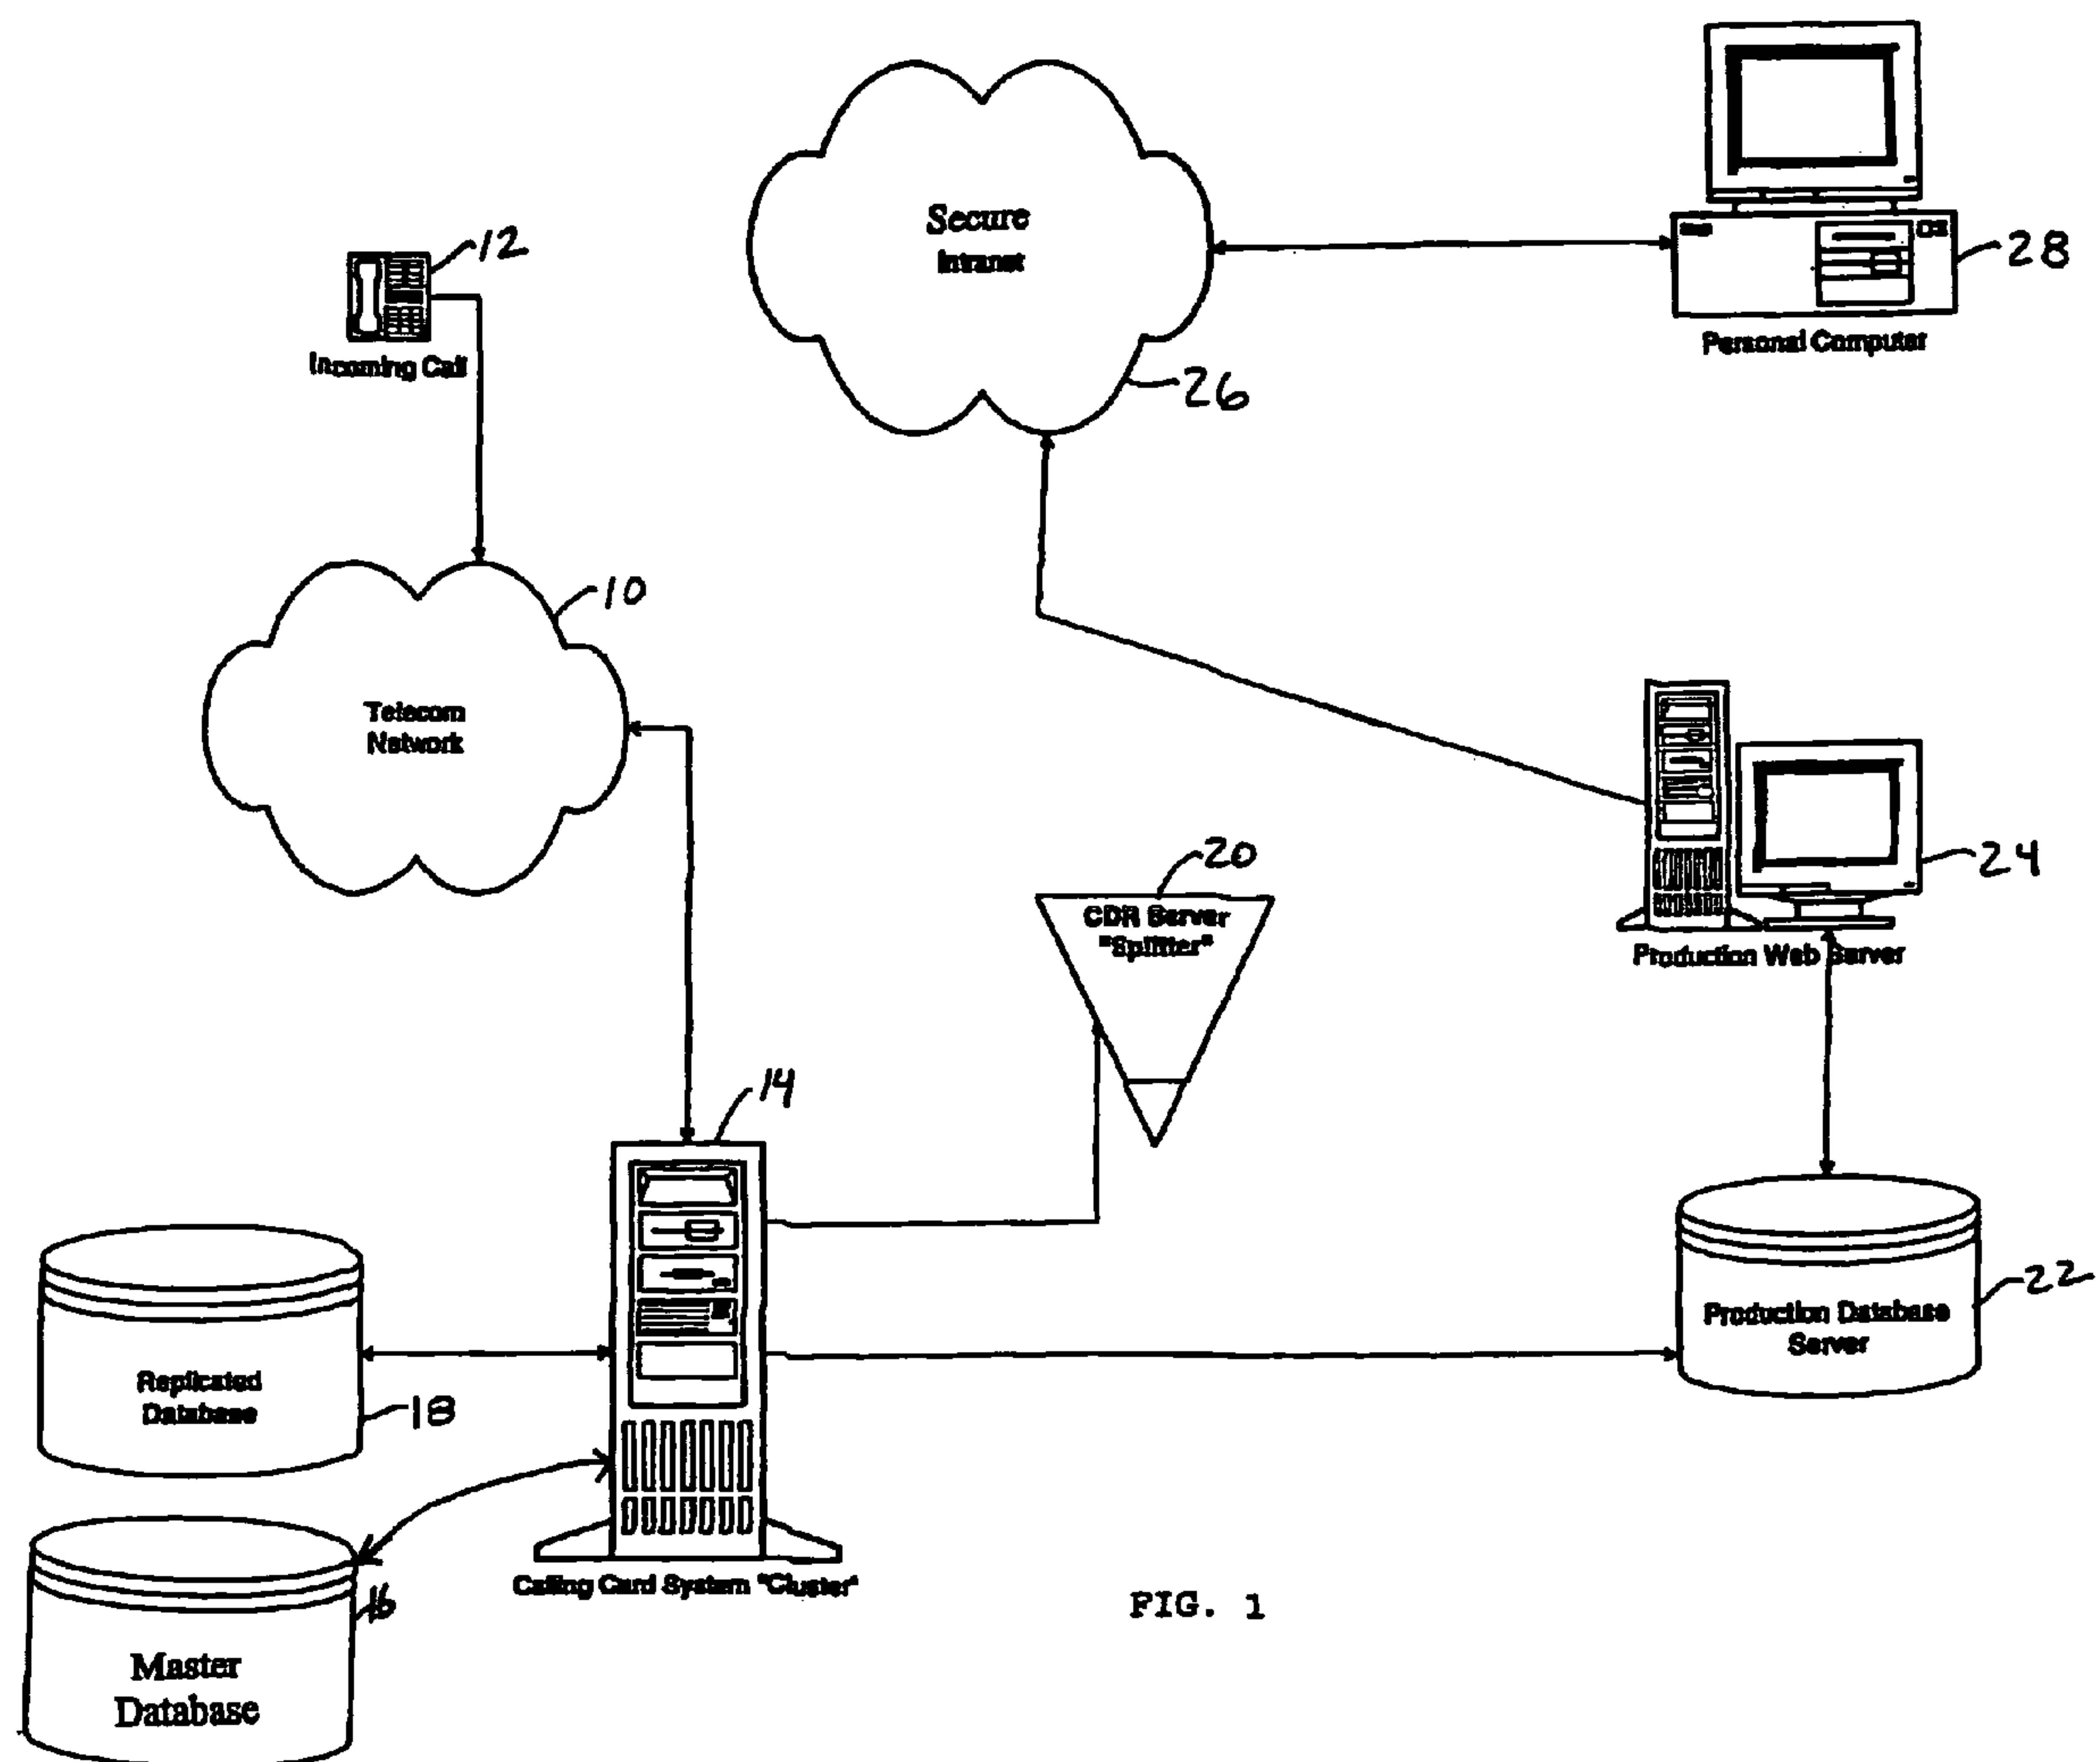 Secure
Intranet
28
Personal Computer
12
Incoming Call
26
10
Telecom
Network
20
CDR Server
"Splitter"
24
Production Web Server
14
22
Production Database
Server
Replicated
Database
18
Calling Card System "Cluster"
16
Master
Database
FIG. 1